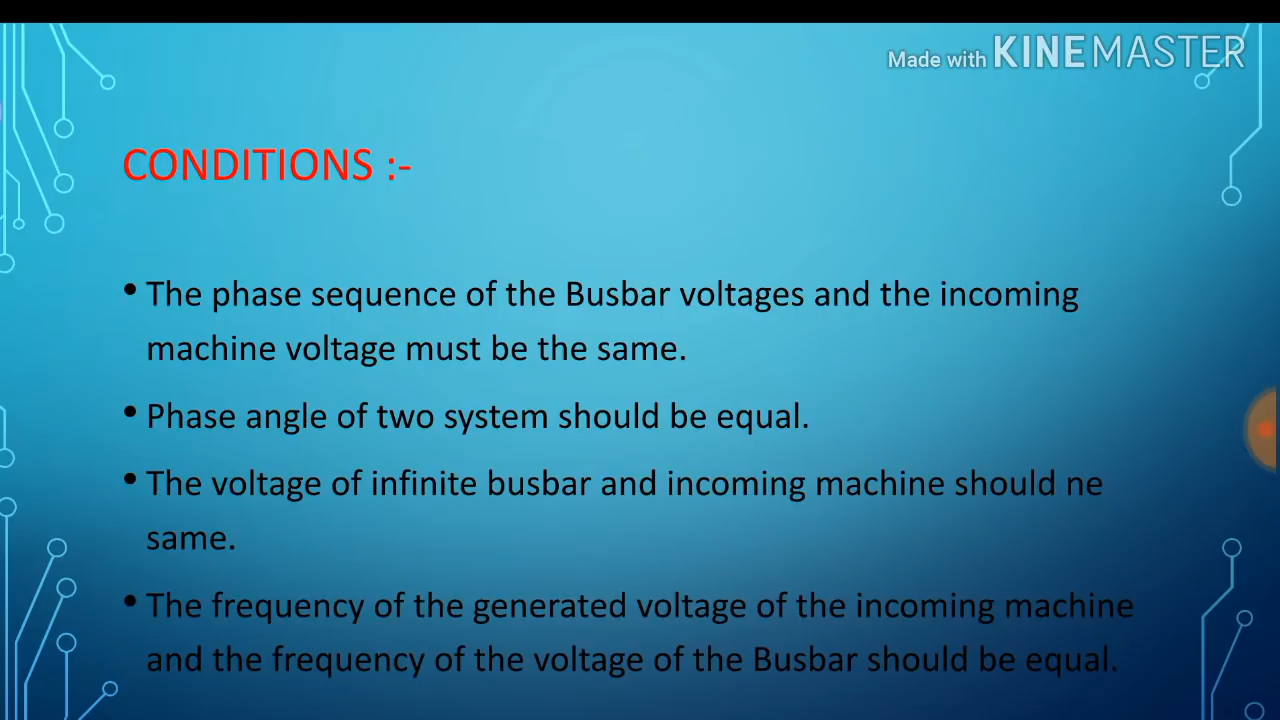 Made with KINEMASTER
CONDITIONS :-
• The phase sequence of the Busbar voltages and the incoming
machine voltage must be the same.
• Phase angle of two system should be equal.
• The voltage of infinite busbar and incoming machine should ne
same.
• The frequency of the generated voltage of the incoming machine
and the frequency of the voltage of the Busbar should be equal.